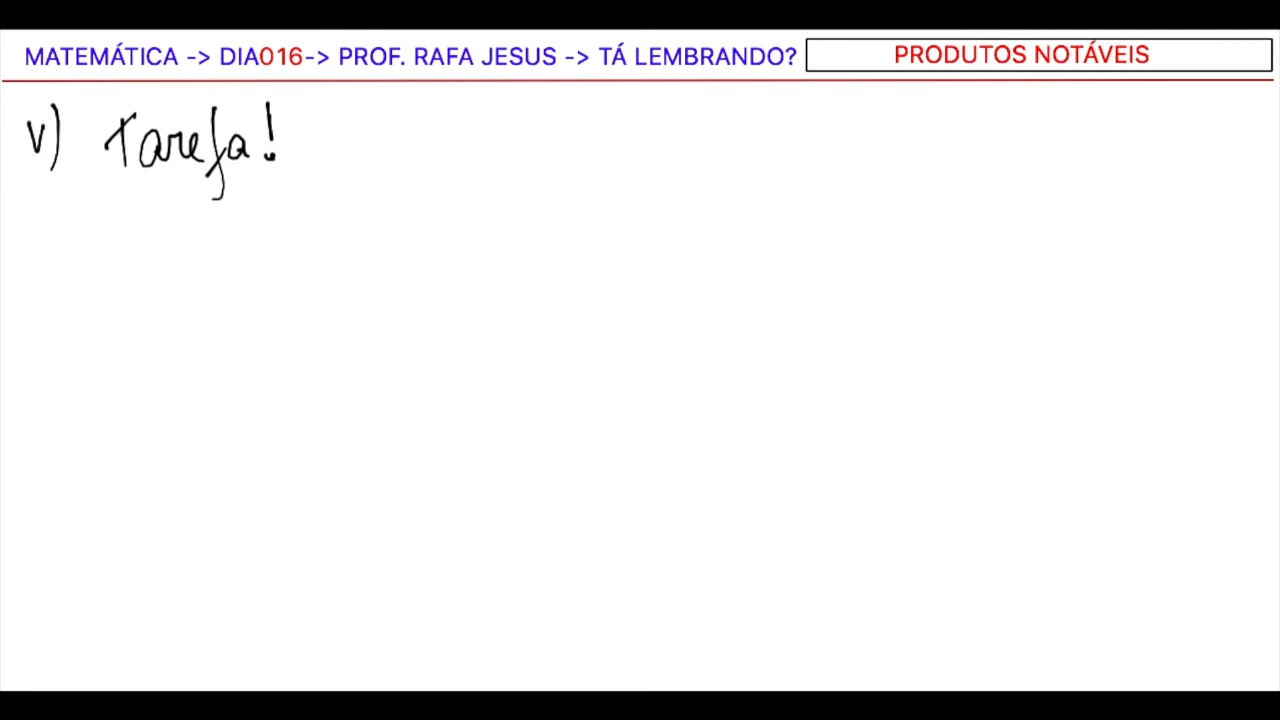 MATEMÁTICA -> DIA016-> PROF. RAFA JESUS -> TÁ LEMBRANDO? PRODUTOS NOTÁVEIS
V) Tarefa!